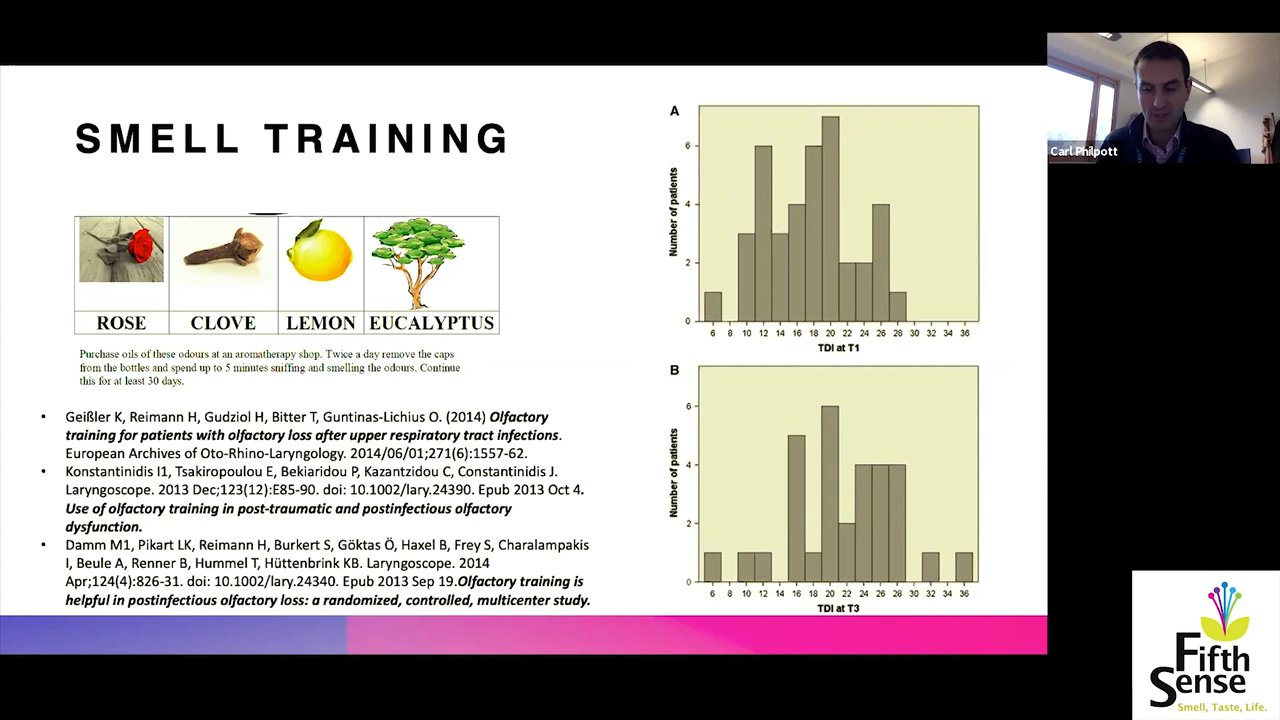 SMELL TRAINING
ROSE CLOVE LEMON EUCALYPTUS
Purchase oils of these odours at an aromatherapy shop. Twice a day remove the caps
from the bottles and spend up to 5 minutes sniffing and smelling the odours. Continue
this for at least 30 days.
• Geißler K, Reimann H, Gudziol H, Bitter T, Guntinas-Lichius O. (2014) Olfactory
training for patients with olfactory loss after upper respiratory tract infections.
European Archives of Oto-Rhino-Laryngology. 2014/06/01;271(6):1557-62.
• Konstantinidis I1, Tsakiropoulou E, Bekiaridou P, Kazantzidou C, Constantinidis J.
Laryngoscope. 2013 Dec;123(12):E85-90. doi: 10.1002/lary.24390. Epub 2013 Oct 4.
Use of olfactory training in post-traumatic and postinfectious olfactory
dysfunction.
• Damm M1, Pikart LK, Reimann H, Burkert S, Göktas Ö, Haxel B, Frey S, Charalampakis
I, Beule A, Renner B, Hummel T, Hüttenbrink KB. Laryngoscope. 2014
Apr;124(4):826-31. doi: 10.1002/lary.24340. Epub 2013 Sep 19.Olfactory training is
helpful in postinfectious olfactory loss: a randomized, controlled, multicenter study.
A
Number of patients
6
4
2
0
6 8 10 12 14 16 18 20 22 24 26 28 30 32 34 36
TDI at T1
B
Number of patients
6
4
2
0
6 8 10 12 14 16 18 20 22 24 26 28 30 32 34 36
TDI at T3
Carl Philpott
Fifth
Sense
Smell, Taste, Life.